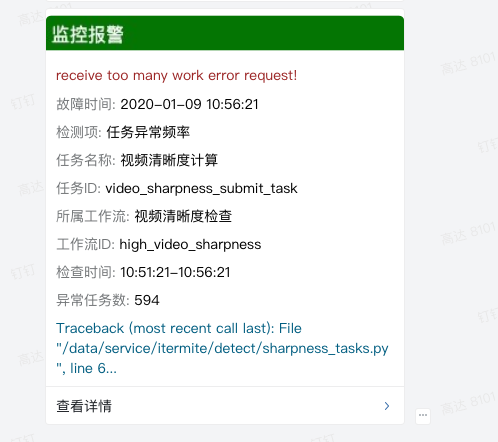 监控报警
receive too many work error request!
故障时间: 2020-01-09 10:56:21
检测项: 任务异常频率
任务名称: 视频清晰度计算
任务ID: video_sharpness_submit_task
所属工作流: 视频清晰度检查
工作流ID: high_video_sharpness
检查时间: 10:51:21-10:56:21
异常任务数: 594
Traceback (most recent call last): File
"/data/service/itermite/detect/sharpness_tasks.py
", line 6...
查看详情
高达 8101
钉钉